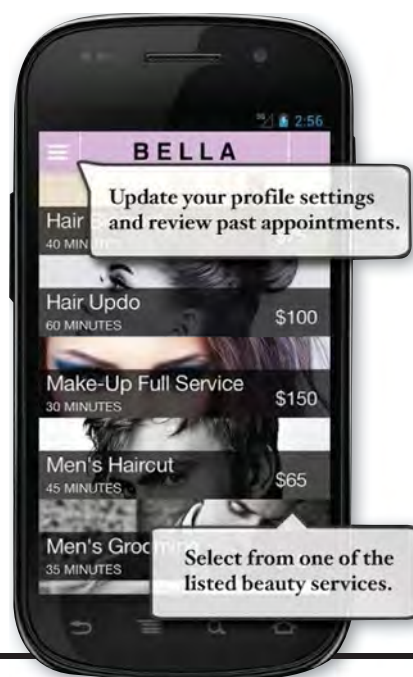 2:56
BELLA
Update your profile settings
and review past appointments.
Hair
40 MIN
Hair Updo
60 MINUTES
$100
Make-Up Full Service
30 MINUTES
$150
Men's Haircut
45 MINUTES
$65
Men's Groo
35 MINUTES
Select from one of the
listed beauty services.